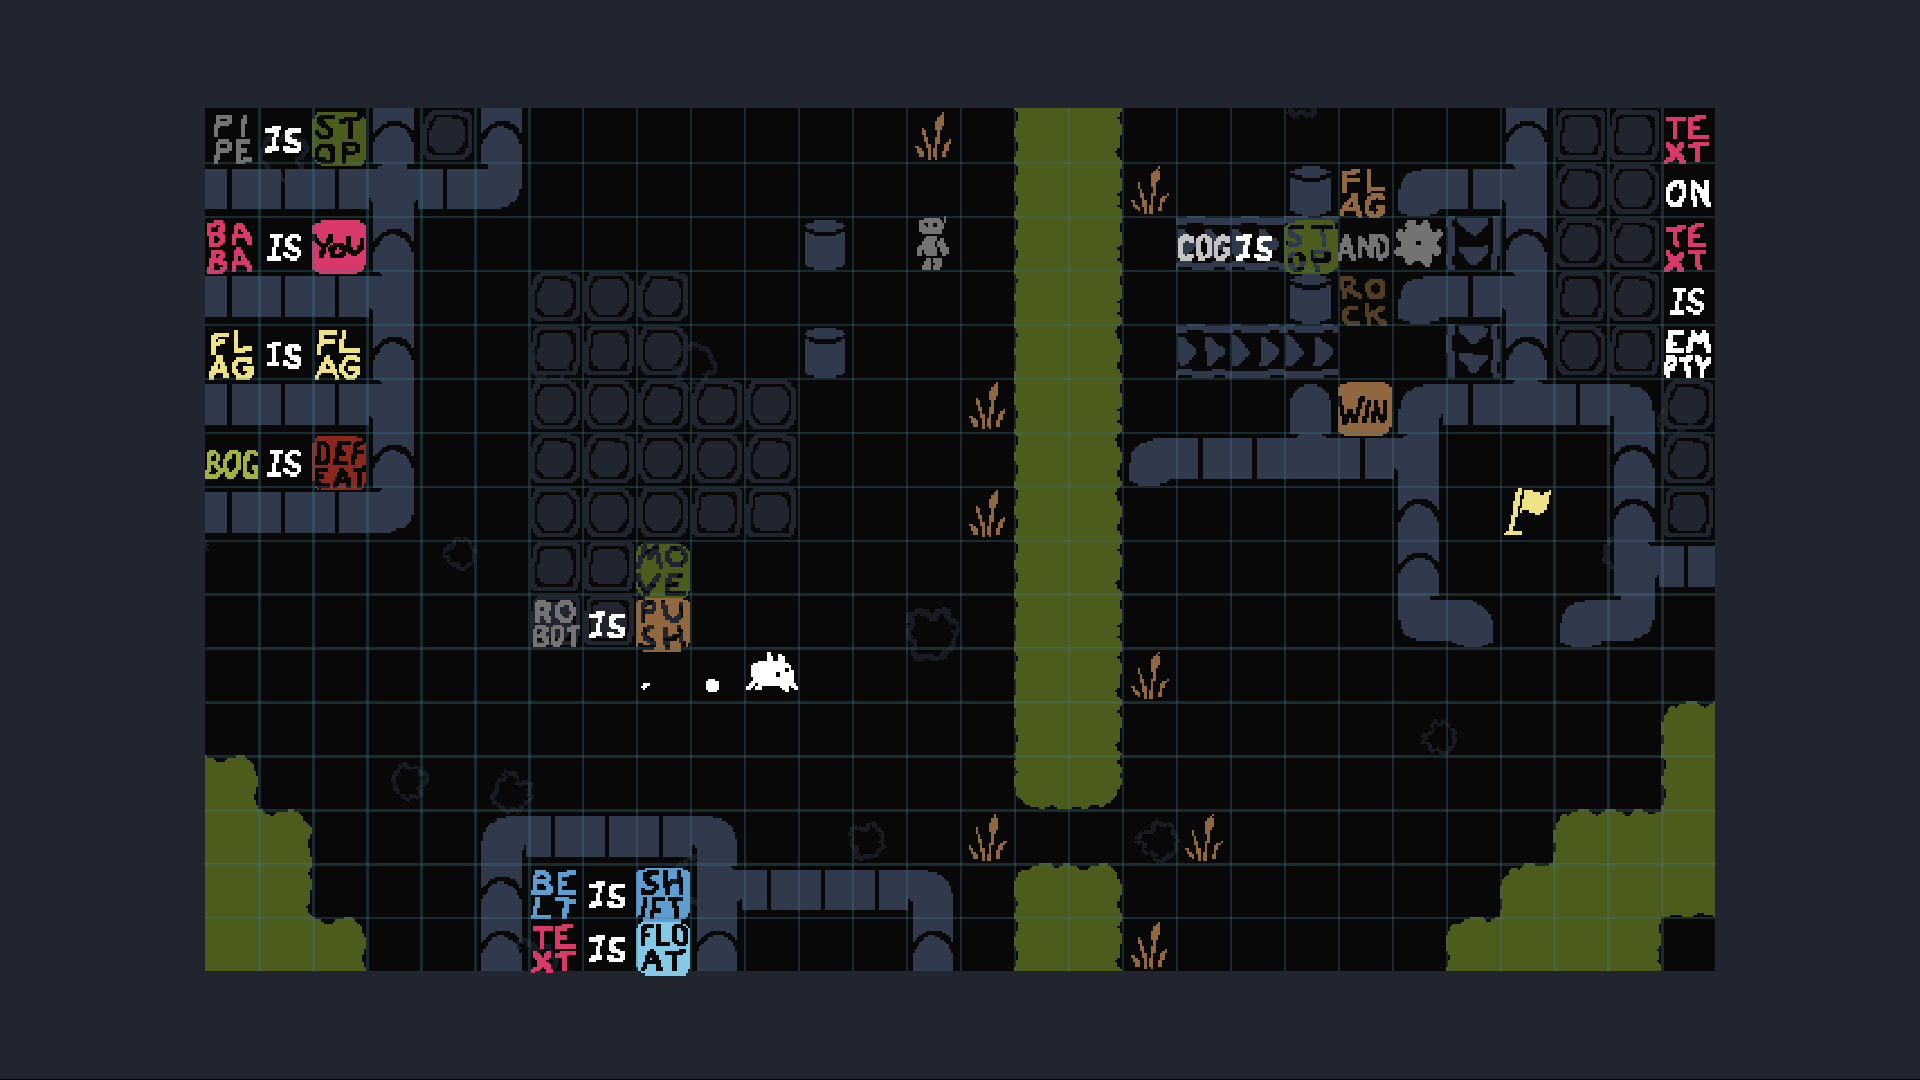 PIPE IS STOP
TEXT
FLAG
ON
BABA IS YOU
COG IS STOP AND
TEXT
ROCK
IS
FLAG IS FLAG
EMPTY
WIN
BOG IS DEFEAT
MOVE
ROBOT IS PUSH
BELT IS SHIFT
TEXT IS FLOAT